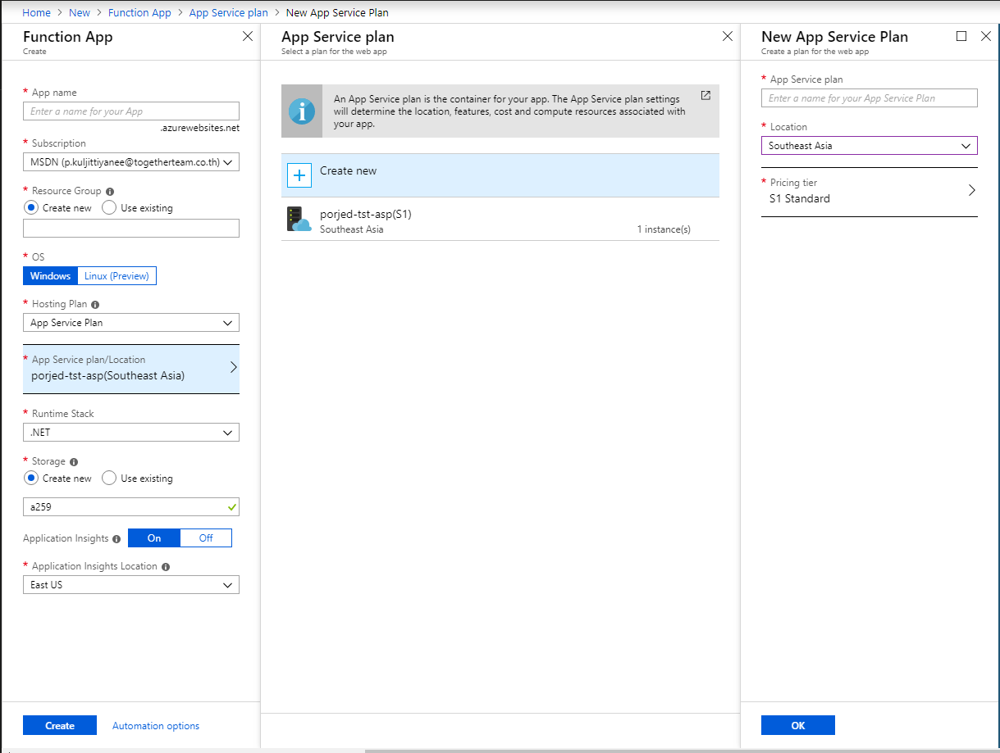 Home > New > Function App > App Service plan > New App Service Plan
Function App
Create
* App name
Enter a name for your App
.azurewebsites.net
* Subscription
MSDN (p.kuljittiyanee@togetherteam.co.th)
* Resource Group
Create new Use existing
* OS
Windows Linux (Preview)
* Hosting Plan
App Service Plan
* App Service plan/Location
porjed-tst-asp(Southeast Asia)
* Runtime Stack
.NET
* Storage
Create new Use existing
a259
Application Insights On Off
* Application Insights Location
East US
Create Automation options
App Service plan
Select a plan for the web app
An App Service plan is the container for your app. The App Service plan settings
will determine the location, features, cost and compute resources associated with
your app.
Create new
porjed-tst-asp(S1)
Southeast Asia 1 instance(s)
New App Service Plan
Create a plan for the web app
* App Service plan
Enter a name for your App Service Plan
* Location
Southeast Asia
* Pricing tier
S1 Standard
OK